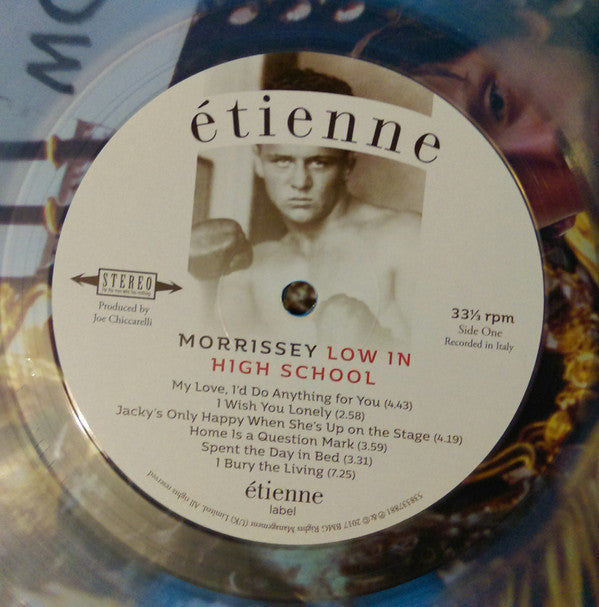 MO
étienne
STEREO
Produced by
Joe Chiccarelli
33⅓ rpm
Side One
Recorded in Italy
MORRISSEY LOW IN
HIGH SCHOOL
My Love, I'd Do Anything for You (4.43)
I Wish You Lonely (2.58)
Jacky's Only Happy When She's Up on the Stage (4.19)
Home Is a Question Mark (3.59)
Spent the Day in Bed (3.31)
I Bury the Living (7.25)
étienne
label
538337881 ℗ & © 2017 BMG Rights Management (UK) Limited. All rights reserved